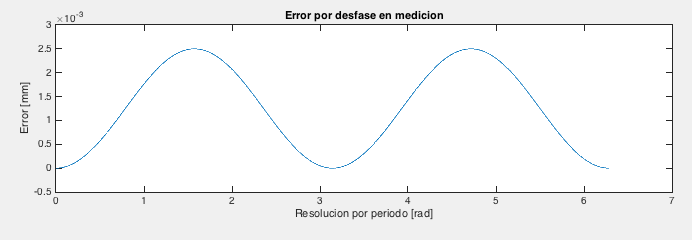 Error por desfase en medicion
×10⁻³
3
2.5
2
1.5
1
0.5
0
-0.5
Error [mm]
0 1 2 3 4 5 6 7
Resolucion por periodo [rad]